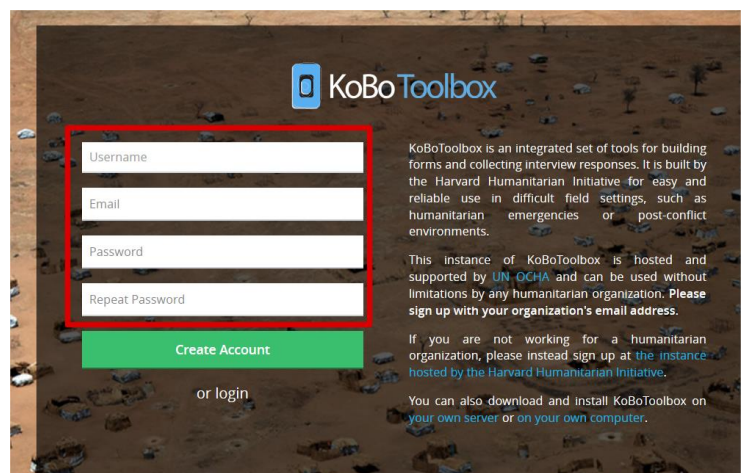 KoBoToolbox
Username
Email
Password
Repeat Password
Create Account
or login
KoBoToolbox is an integrated set of tools for building
forms and collecting interview responses. It is built by
the Harvard Humanitarian Initiative for easy and
reliable use in difficult field settings, such as
humanitarian emergencies or post-conflict
environments.
This instance of KoBoToolbox is hosted and
supported by UN OCHA and can be used without
limitations by any humanitarian organization. Please
sign up with your organization's email address.
If you are not working for a humanitarian
organization, please instead sign up at the instance
hosted by the Harvard Humanitarian Initiative.
You can also download and install KoBoToolbox on
your own server or on your own computer.